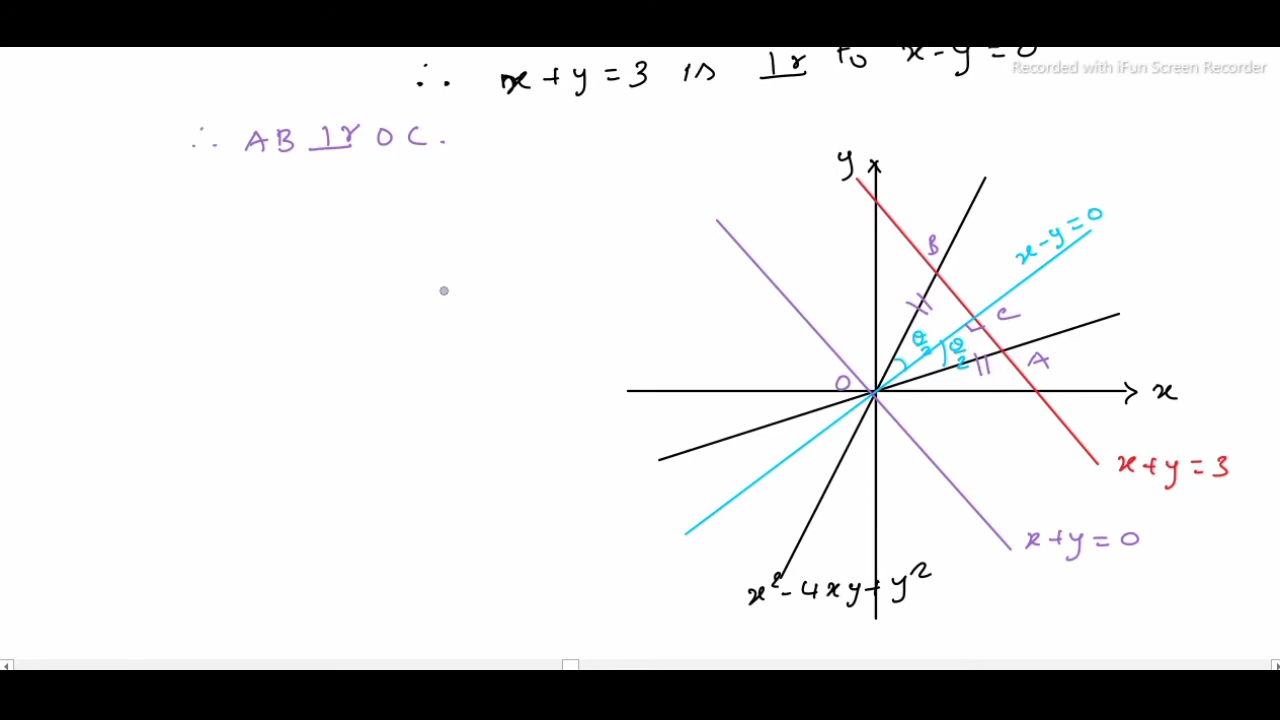 ∴ x + y = 3 is ⊥r to x - y = 0
Recorded with iFun Screen Recorder
∴ AB ⊥r OC.
y
B
x-y=0
C
θ/2
θ/2
A
O
x
x+y=3
x+y=0
x²-4xy+y²